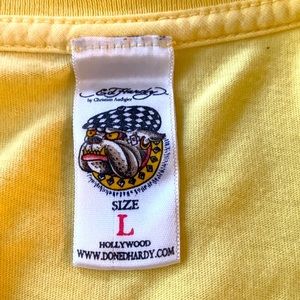 Ed Hardy
by Christian Audigier
SIZE
L
HOLLYWOOD
WWW.DONEDHARDY.COM